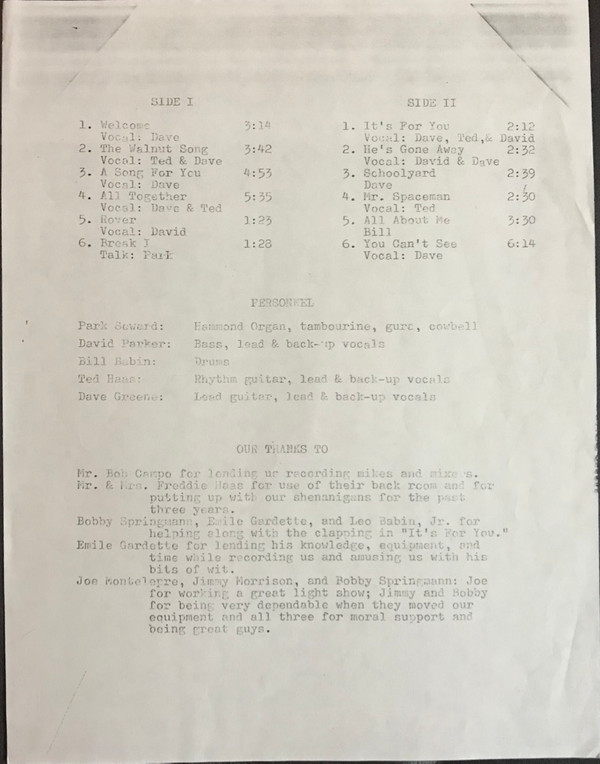 SIDE I
1. Welcome 3:14
Vocal: Dave
2. The Walnut Song 3:42
Vocal: Ted & Dave
3. A Song For You 4:53
Vocal: Dave
4. All Together 5:35
Vocal: Dave & Ted
5. Rover 1:23
Vocal: David
6. Break I 1:28
Talk: Park
SIDE II
1. It's For You 2:12
Vocal: Dave, Ted,& David
2. He's Gone Away 2:32
Vocal: David & Dave
3. Schoolyard 2:39
Dave
4. Mr. Spaceman 2:30
Vocal: Ted
5. All About Me 3:30
Bill
6. You Can't See 6:14
Vocal: Dave
PERSONNEL
Park Seward: Hammond Organ, tambourine, gura, cowbell
David Parker: Bass, lead & back-up vocals
Bill Babin: Drums
Ted Haas: Rhythm guitar, lead & back-up vocals
Dave Greene: Lead guitar, lead & back-up vocals
OUR THANKS TO
Mr. Bob Campo for lending us recording mikes and mixers.
Mr. & Mrs. Freddie Haas for use of their back room and for
putting up with our shenanigans for the past
three years.
Bobby Springmann, Emile Gardette, and Leo Babin, Jr. for
helping along with the clapping in "It's For You."
Emile Gardette for lending his knowledge, equipment, and
time while recording us and amusing us with his
bits of wit.
Joe Montelepre, Jimmy Morrison, and Bobby Springmann: Joe
for working a great light show; Jimmy and Bobby
for being very dependable when they moved our
equipment and all three for moral support and
being great guys.